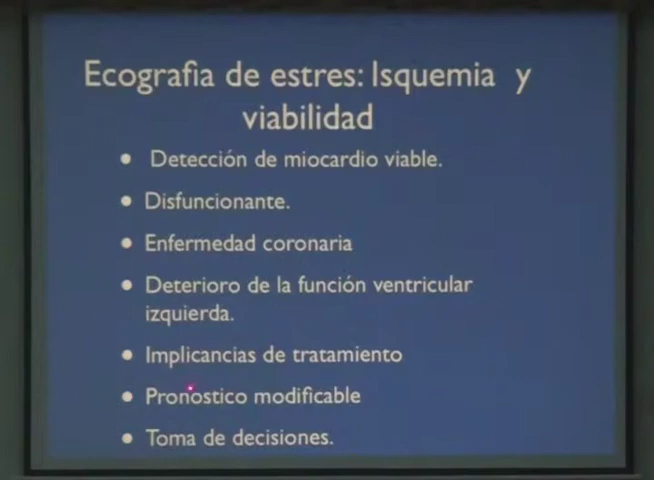 Ecografia de estres: Isquemia y
viabilidad
• Detección de miocardio viable.
• Disfuncionante.
• Enfermedad coronaria
• Deterioro de la función ventricular
izquierda.
• Implicancias de tratamiento
• Pronostico modificable
• Toma de decisiones.